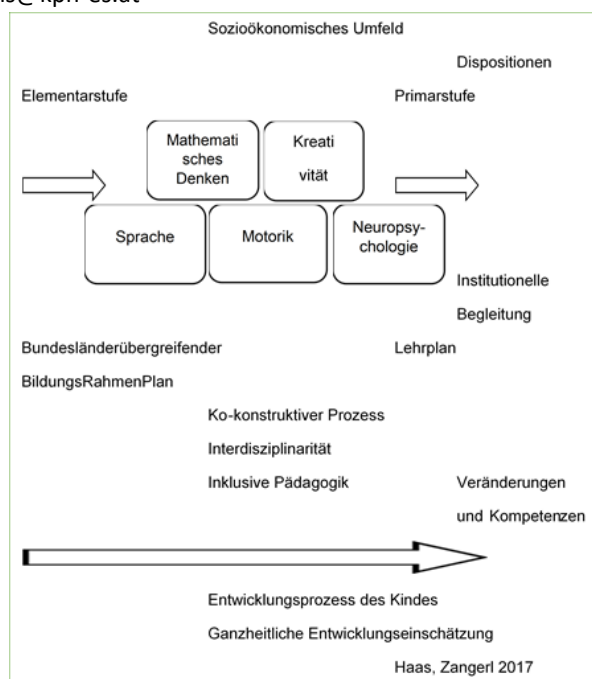 Sozioökonomisches Umfeld
Dispositionen
Elementarstufe Primarstufe
Mathemati
sches
Denken
Kreati
vität
Sprache
Motorik
Neuropsy-
chologie
Institutionelle
Begleitung
Bundesländerübergreifender Lehrplan
BildungsRahmenPlan
Ko-konstruktiver Prozess
Interdisziplinarität
Inklusive Pädagogik Veränderungen
und Kompetenzen
Entwicklungsprozess des Kindes
Ganzheitliche Entwicklungseinschätzung
Haas, Zangerl 2017